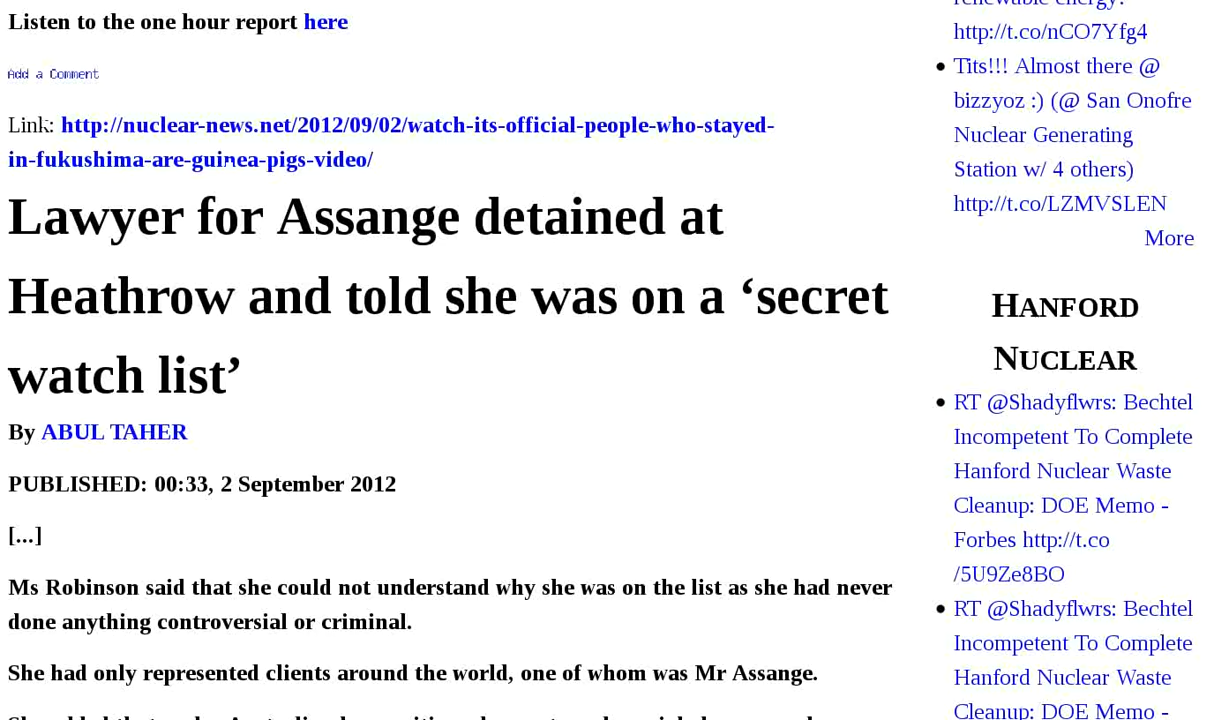 Listen to the one hour report here
Add a Comment
Link: http://nuclear-news.net/2012/09/02/watch-its-official-people-who-stayed-
in-fukushima-are-guinea-pigs-video/
Lawyer for Assange detained at
Heathrow and told she was on a ‘secret
watch list’
By ABUL TAHER
PUBLISHED: 00:33, 2 September 2012
[...]
Ms Robinson said that she could not understand why she was on the list as she had never
done anything controversial or criminal.
She had only represented clients around the world, one of whom was Mr Assange.
renewable energy!
http://t.co/nCO7Yfg4
Tits!!! Almost there @
bizzyoz :) (@ San Onofre
Nuclear Generating
Station w/ 4 others)
http://t.co/LZMVSLEN
More
HANFORD
NUCLEAR
RT @Shadyflwrs: Bechtel
Incompetent To Complete
Hanford Nuclear Waste
Cleanup: DOE Memo -
Forbes http://t.co
/5U9Ze8BO
RT @Shadyflwrs: Bechtel
Incompetent To Complete
Hanford Nuclear Waste
Cleanup: DOE Memo -